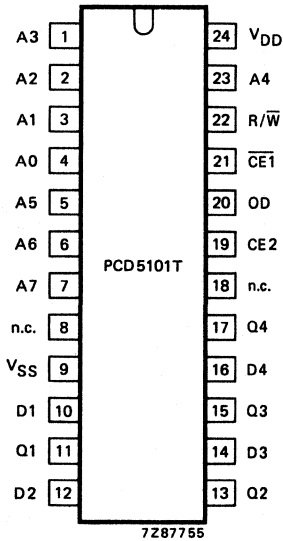 A3 1 24 VDD
A2 2 23 A4
A1 3 22 R/W̅
A0 4 21 C̅E̅1̅
A5 5 20 OD
A6 6 19 CE2
PCD5101T
A7 7 18 n.c.
n.c. 8 17 Q4
VSS 9 16 D4
D1 10 15 Q3
Q1 11 14 D3
D2 12 13 Q2
7Z87755